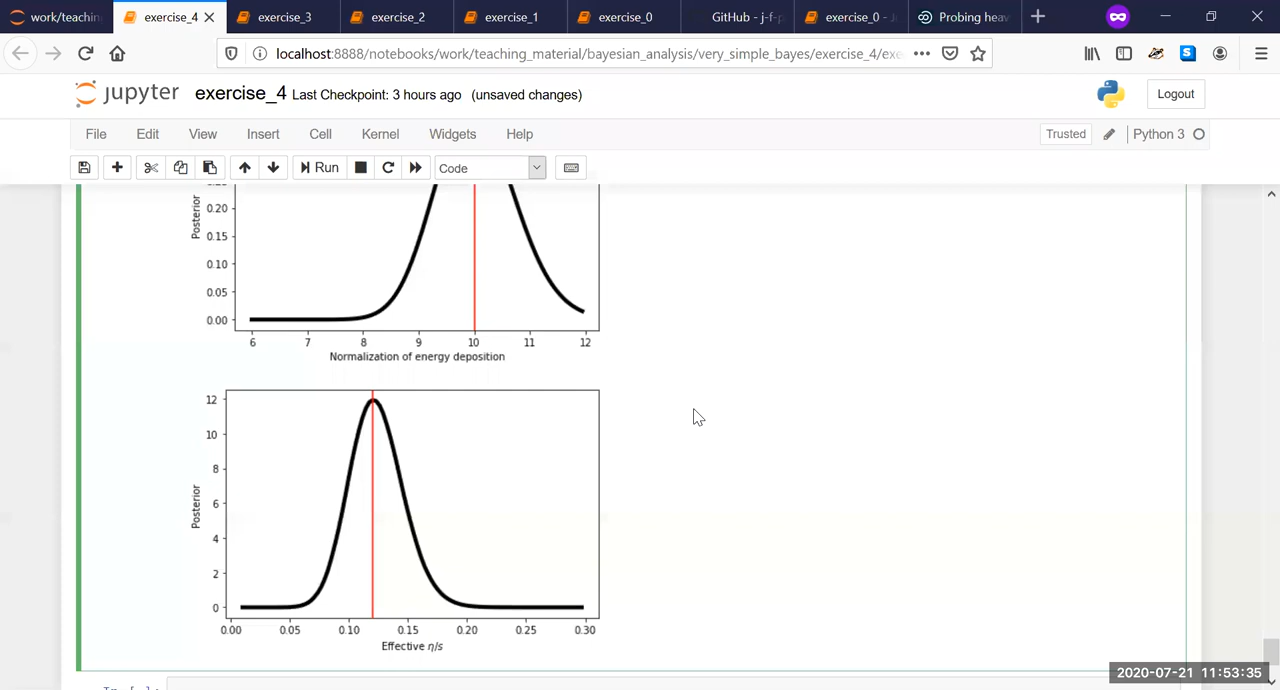 work/teachin exercise_4 exercise_3 exercise_2 exercise_1 exercise_0 GitHub - j-f-p exercise_0 - Ju Probing heav
localhost:8888/notebooks/work/teaching_material/bayesian_analysis/very_simple_bayes/exercise_4/exe
jupyter exercise_4 Last Checkpoint: 3 hours ago (unsaved changes) Logout
File Edit View Insert Cell Kernel Widgets Help Trusted Python 3
Run Code
Posterior
0.25
0.20
0.15
0.10
0.05
0.00
6 7 8 9 10 11 12
Normalization of energy deposition
Posterior
12
10
8
6
4
2
0
0.00 0.05 0.10 0.15 0.20 0.25 0.30
Effective η/s
2020-07-21 11:53:35
In [ ]: